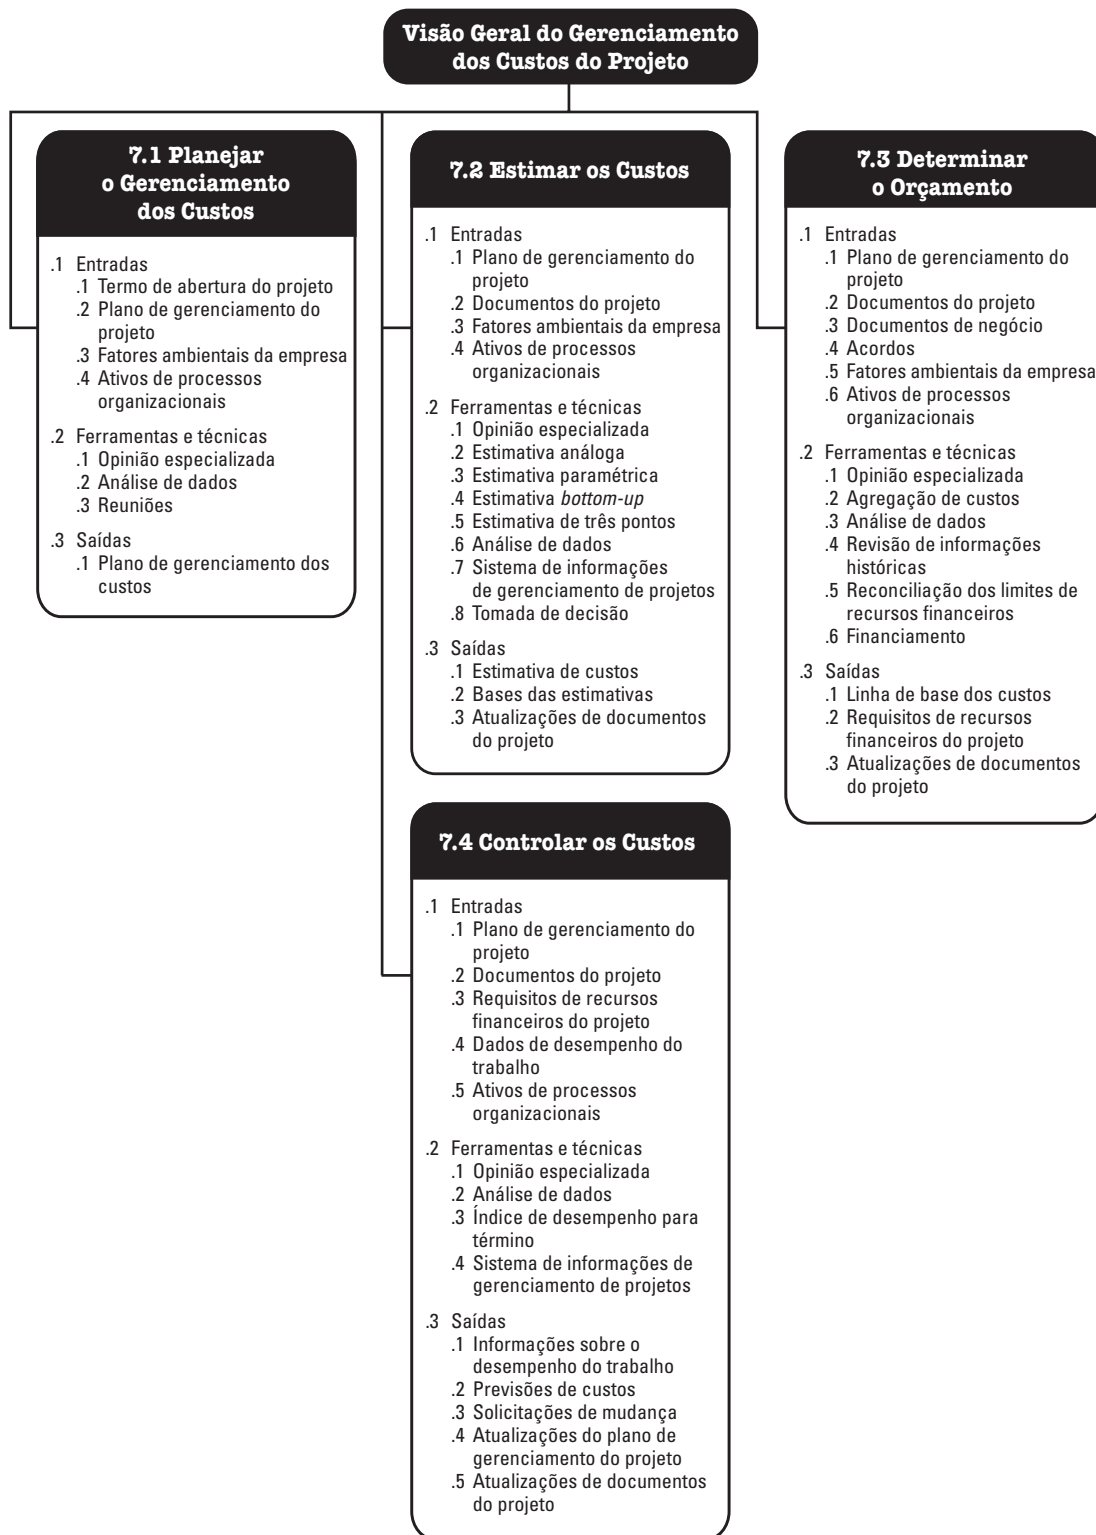 Visão Geral do Gerenciamento
dos Custos do Projeto
7.1 Planejar
o Gerenciamento
dos Custos
.1 Entradas
.1 Termo de abertura do projeto
.2 Plano de gerenciamento do
projeto
.3 Fatores ambientais da empresa
.4 Ativos de processos
organizacionais
.2 Ferramentas e técnicas
.1 Opinião especializada
.2 Análise de dados
.3 Reuniões
.3 Saídas
.1 Plano de gerenciamento dos
custos
7.2 Estimar os Custos
.1 Entradas
.1 Plano de gerenciamento do
projeto
.2 Documentos do projeto
.3 Fatores ambientais da empresa
.4 Ativos de processos
organizacionais
.2 Ferramentas e técnicas
.1 Opinião especializada
.2 Estimativa análoga
.3 Estimativa paramétrica
.4 Estimativa bottom-up
.5 Estimativa de três pontos
.6 Análise de dados
.7 Sistema de informações
de gerenciamento de projetos
.8 Tomada de decisão
.3 Saídas
.1 Estimativa de custos
.2 Bases das estimativas
.3 Atualizações de documentos
do projeto
7.3 Determinar
o Orçamento
.1 Entradas
.1 Plano de gerenciamento do
projeto
.2 Documentos do projeto
.3 Documentos de negócio
.4 Acordos
.5 Fatores ambientais da empresa
.6 Ativos de processos
organizacionais
.2 Ferramentas e técnicas
.1 Opinião especializada
.2 Agregação de custos
.3 Análise de dados
.4 Revisão de informações
históricas
.5 Reconciliação dos limites de
recursos financeiros
.6 Financiamento
.3 Saídas
.1 Linha de base dos custos
.2 Requisitos de recursos
financeiros do projeto
.3 Atualizações de documentos
do projeto
7.4 Controlar os Custos
.1 Entradas
.1 Plano de gerenciamento do
projeto
.2 Documentos do projeto
.3 Requisitos de recursos
financeiros do projeto
.4 Dados de desempenho do
trabalho
.5 Ativos de processos
organizacionais
.2 Ferramentas e técnicas
.1 Opinião especializada
.2 Análise de dados
.3 Índice de desempenho para
término
.4 Sistema de informações de
gerenciamento de projetos
.3 Saídas
.1 Informações sobre o
desempenho do trabalho
.2 Previsões de custos
.3 Solicitações de mudança
.4 Atualizações do plano de
gerenciamento do projeto
.5 Atualizações de documentos
do projeto